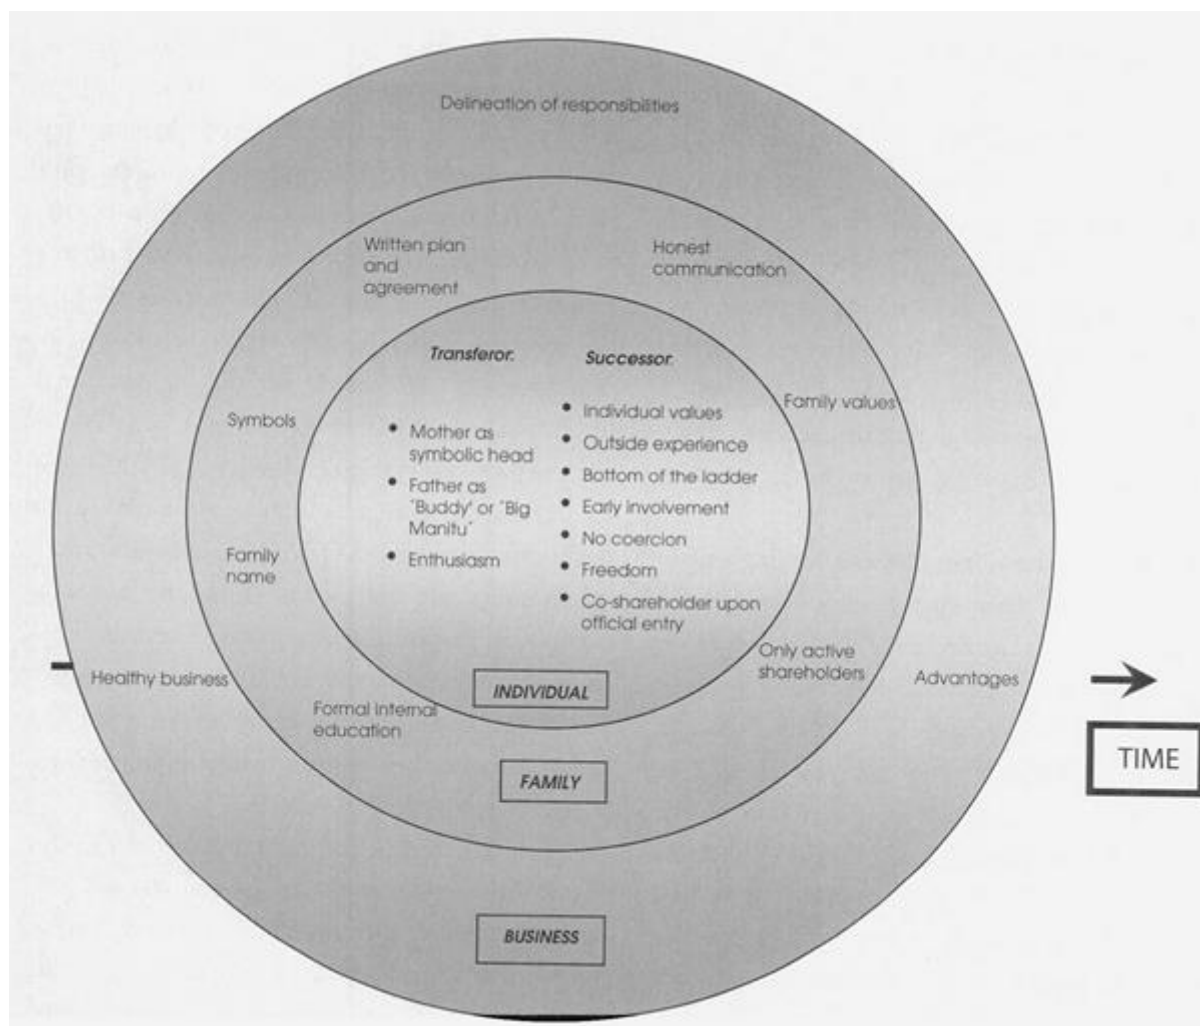 Delineation of responsibilities
Written plan
and
agreement
Honest
communication
Transferor:
Successor:
Symbols
Family values
• Mother as
symbolic head
• Father as
"Buddy' or "Big
Manitu"
• Enthusiasm
• Individual values
• Outside experience
• Bottom of the ladder
• Early involvement
• No coercion
• Freedom
• Co-shareholder upon
official entry
Family
name
Only active
shareholders
Healthy business
Advantages
Formal internal
education
INDIVIDUAL
FAMILY
BUSINESS
TIME